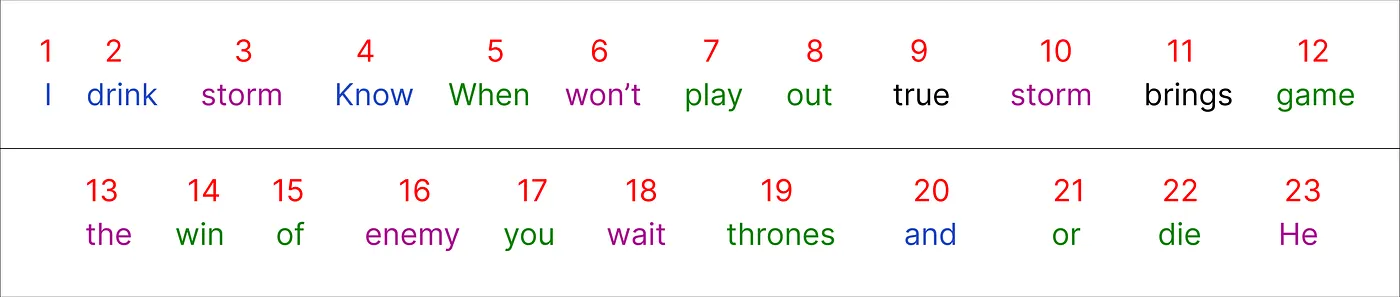 1 2 3 4 5 6 7 8 9 10 11 12
I drink storm Know When won’t play out true storm brings game
13 14 15 16 17 18 19 20 21 22 23
the win of enemy you wait thrones and or die He